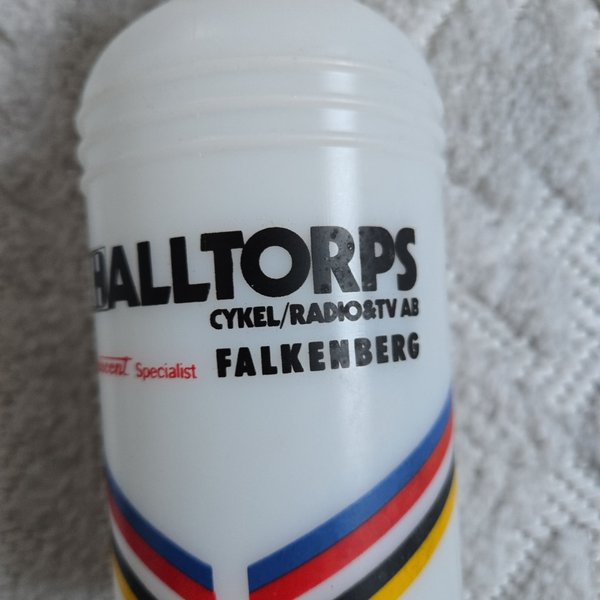 HALLTORPS
CYKEL/RADIO&TV AB
Specialist FALKENBERG